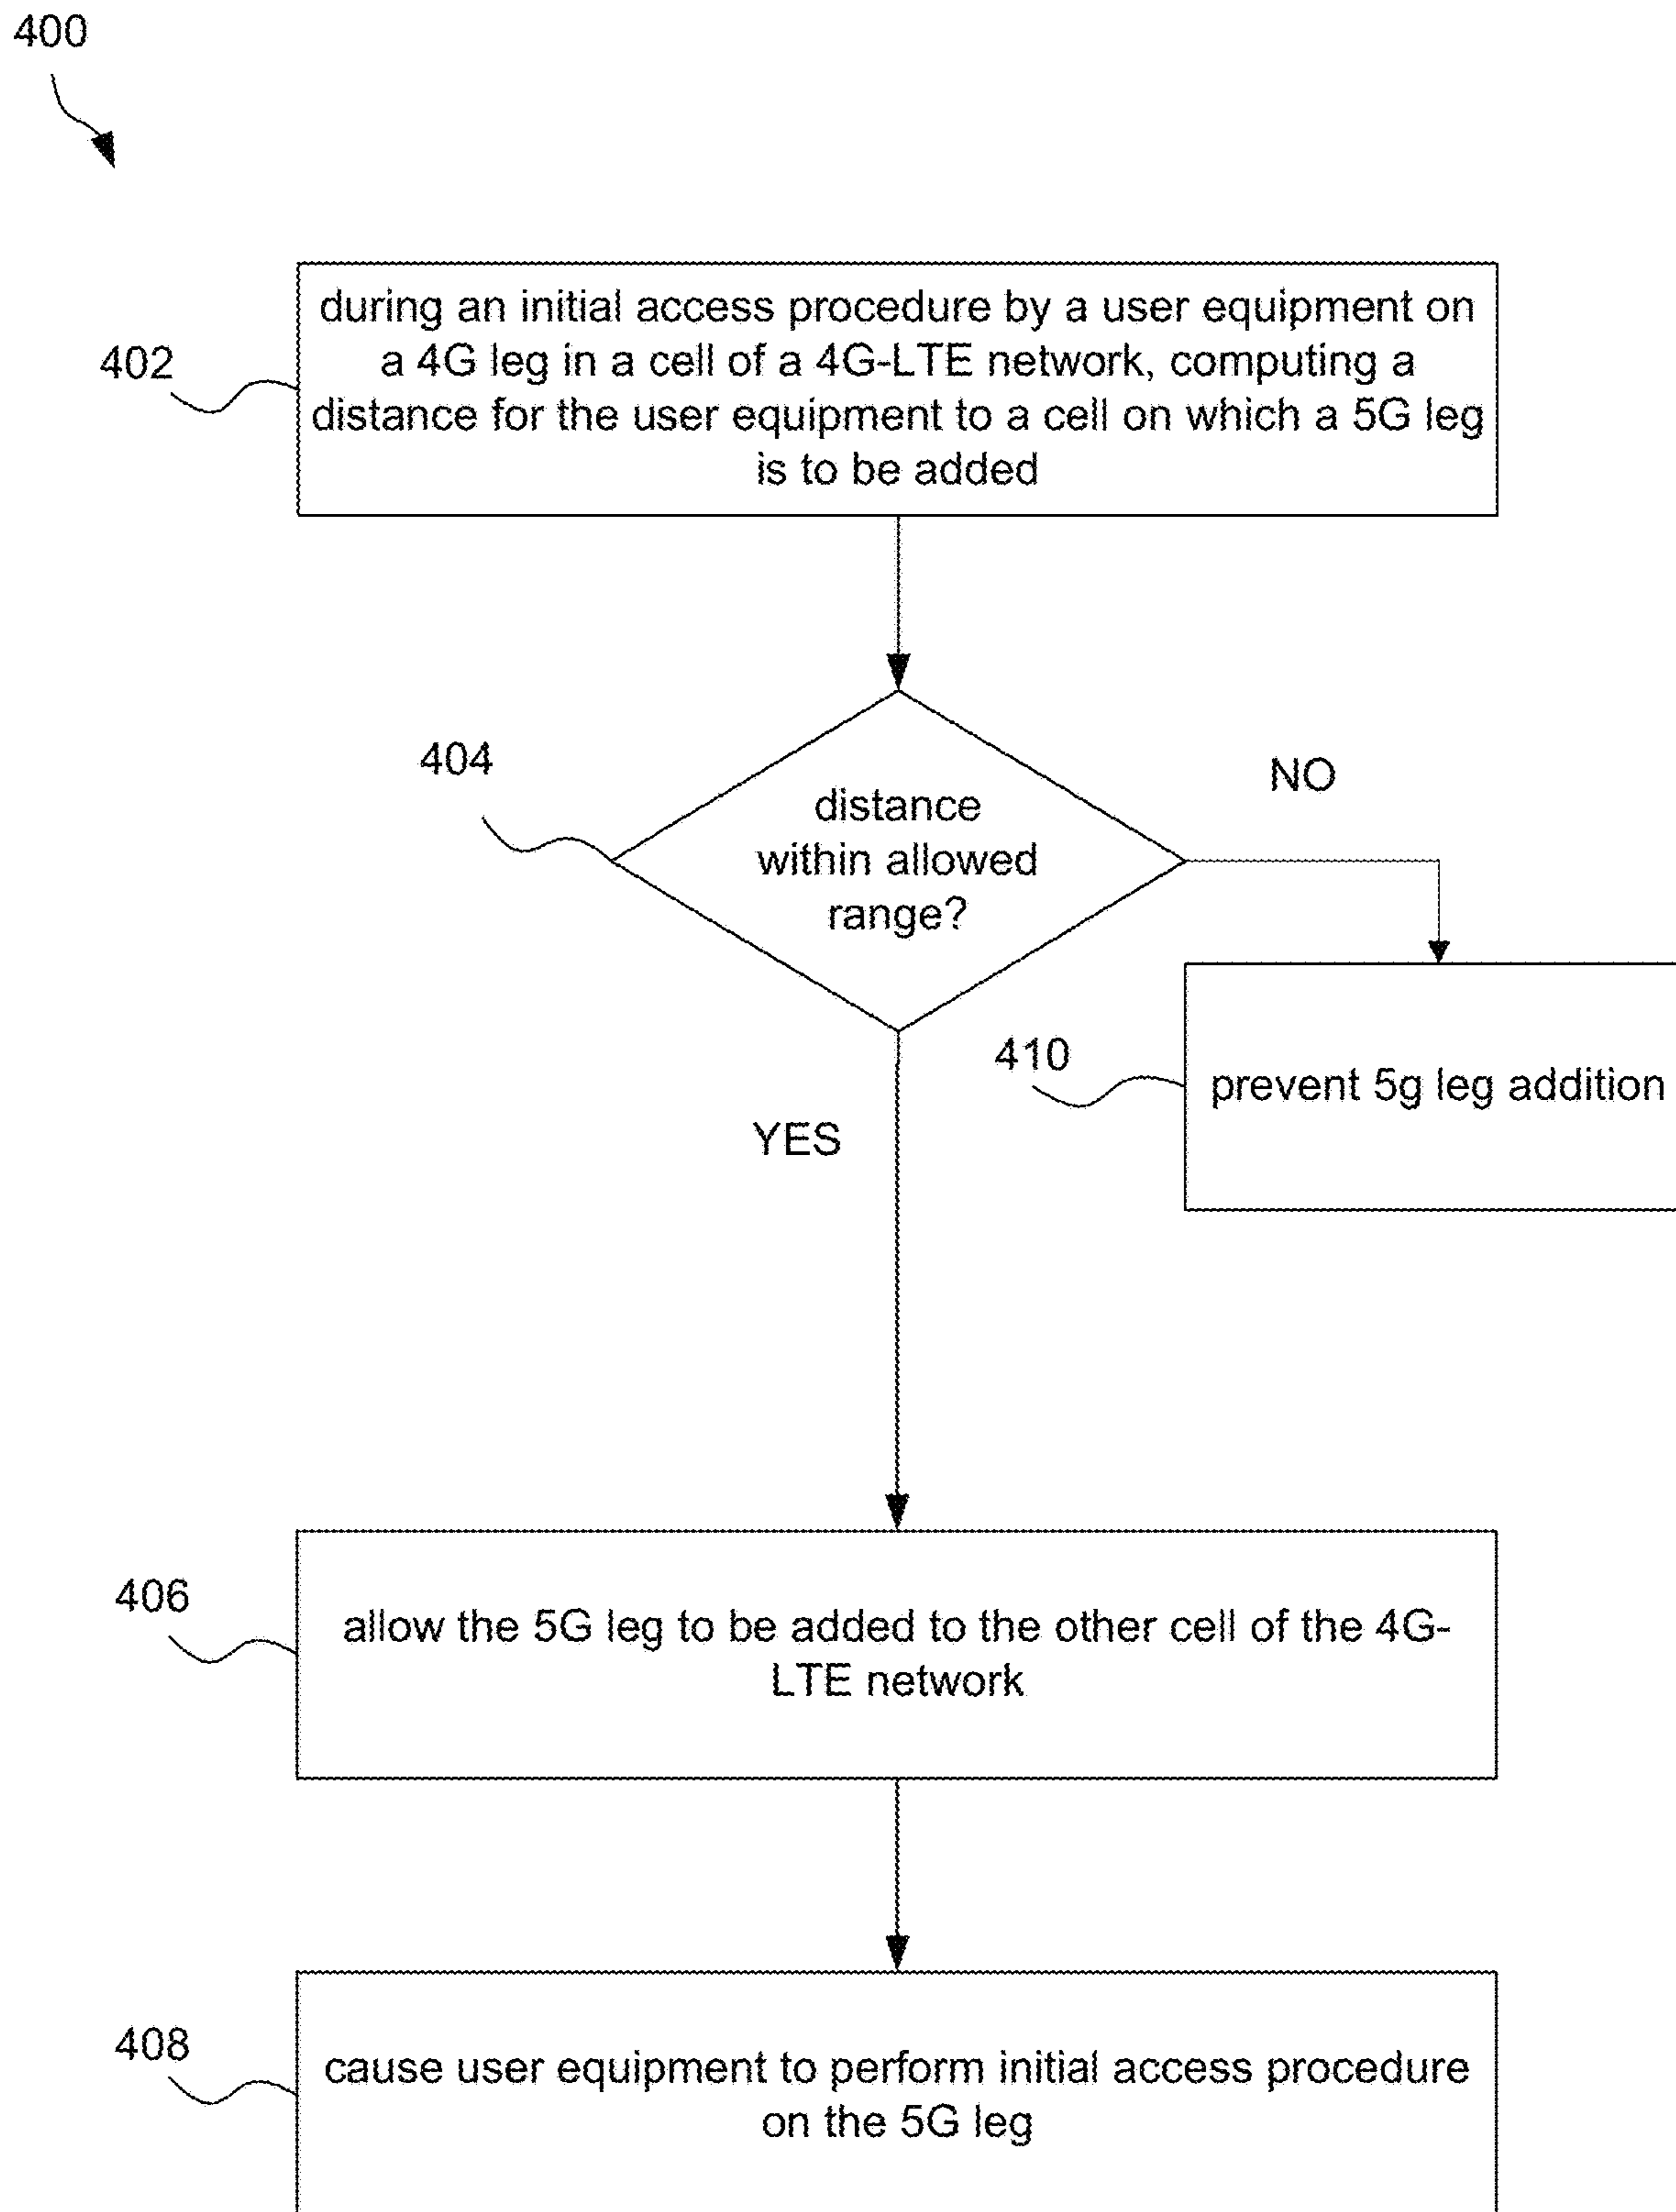 400
402
during an initial access procedure by a user equipment on
a 4G leg in a cell of a 4G-LTE network, computing a
distance for the user equipment to a cell on which a 5G leg
is to be added
404
distance
within allowed
range?
NO
410
prevent 5g leg addition
YES
406
allow the 5G leg to be added to the other cell of the 4G-
LTE network
408
cause user equipment to perform initial access procedure
on the 5G leg